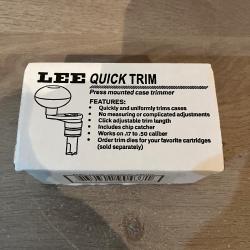 LEE QUICK TRIM
Press mounted case trimmer
FEATURES:
• Quickly and uniformly trims cases
• No measuring or complicated adjustments
• Click adjustable trim length
• Includes chip catcher
• Works on .17 to .50 caliber
• Order trim dies for your favorite cartridges
(sold separately)